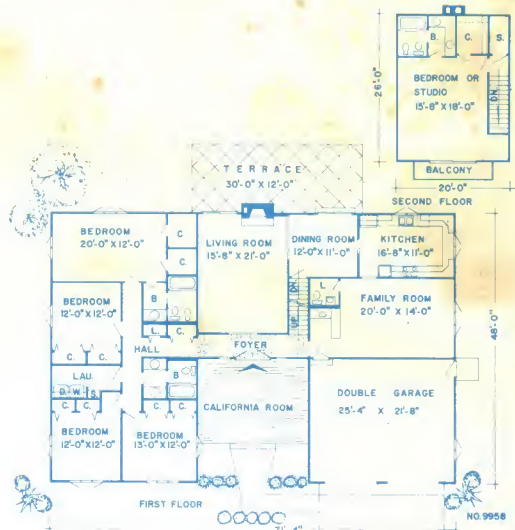 B.
C.
S.
BEDROOM OR
STUDIO
15'-8" X 18'-0"
DN.
26'-0"
BALCONY
20'-0"
SECOND FLOOR
TERRACE
30'-0" X 12'-0"
BEDROOM
20'-0" X 12'-0"
C.
C.
LIVING ROOM
15'-8" X 21'-0"
DINING ROOM
12'-0" X 11'-0"
KITCHEN
16'-8" X 11'-0"
BEDROOM
12'-0" X 12'-0"
B
L.
C.
UP
DN.
L.
FAMILY ROOM
20'-0" X 14'-0"
48'-0"
C.
C.
HALL
FOYER
LAU.
D.
W.
S.
B
C.
C.
C.
C.
CALIFORNIA ROOM
DOUBLE GARAGE
25'-4" X 21'-8"
BEDROOM
12'-0" X 12'-0"
BEDROOM
13'-0" X 12'-0"
FIRST FLOOR
71'-4"
NO. 9958